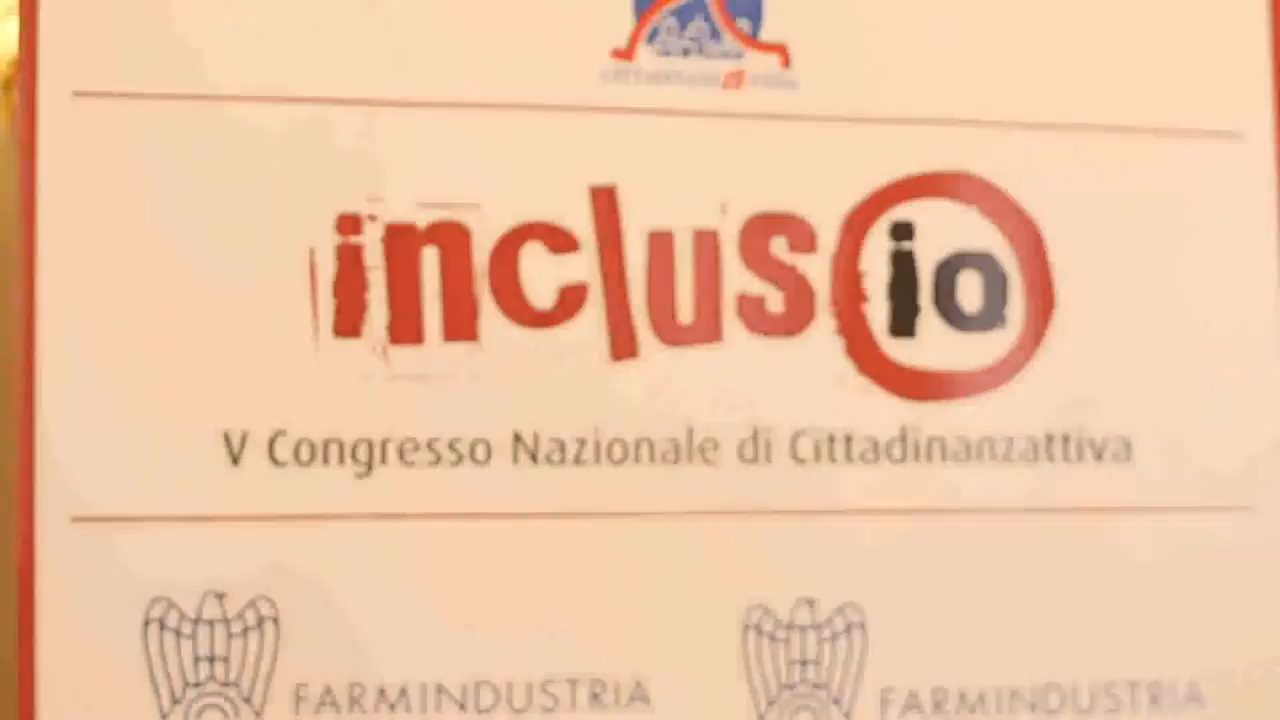 inclusio
V Congresso Nazionale di Cittadinanzattiva
FARMINDUSTRIA FARMINDUSTRIA